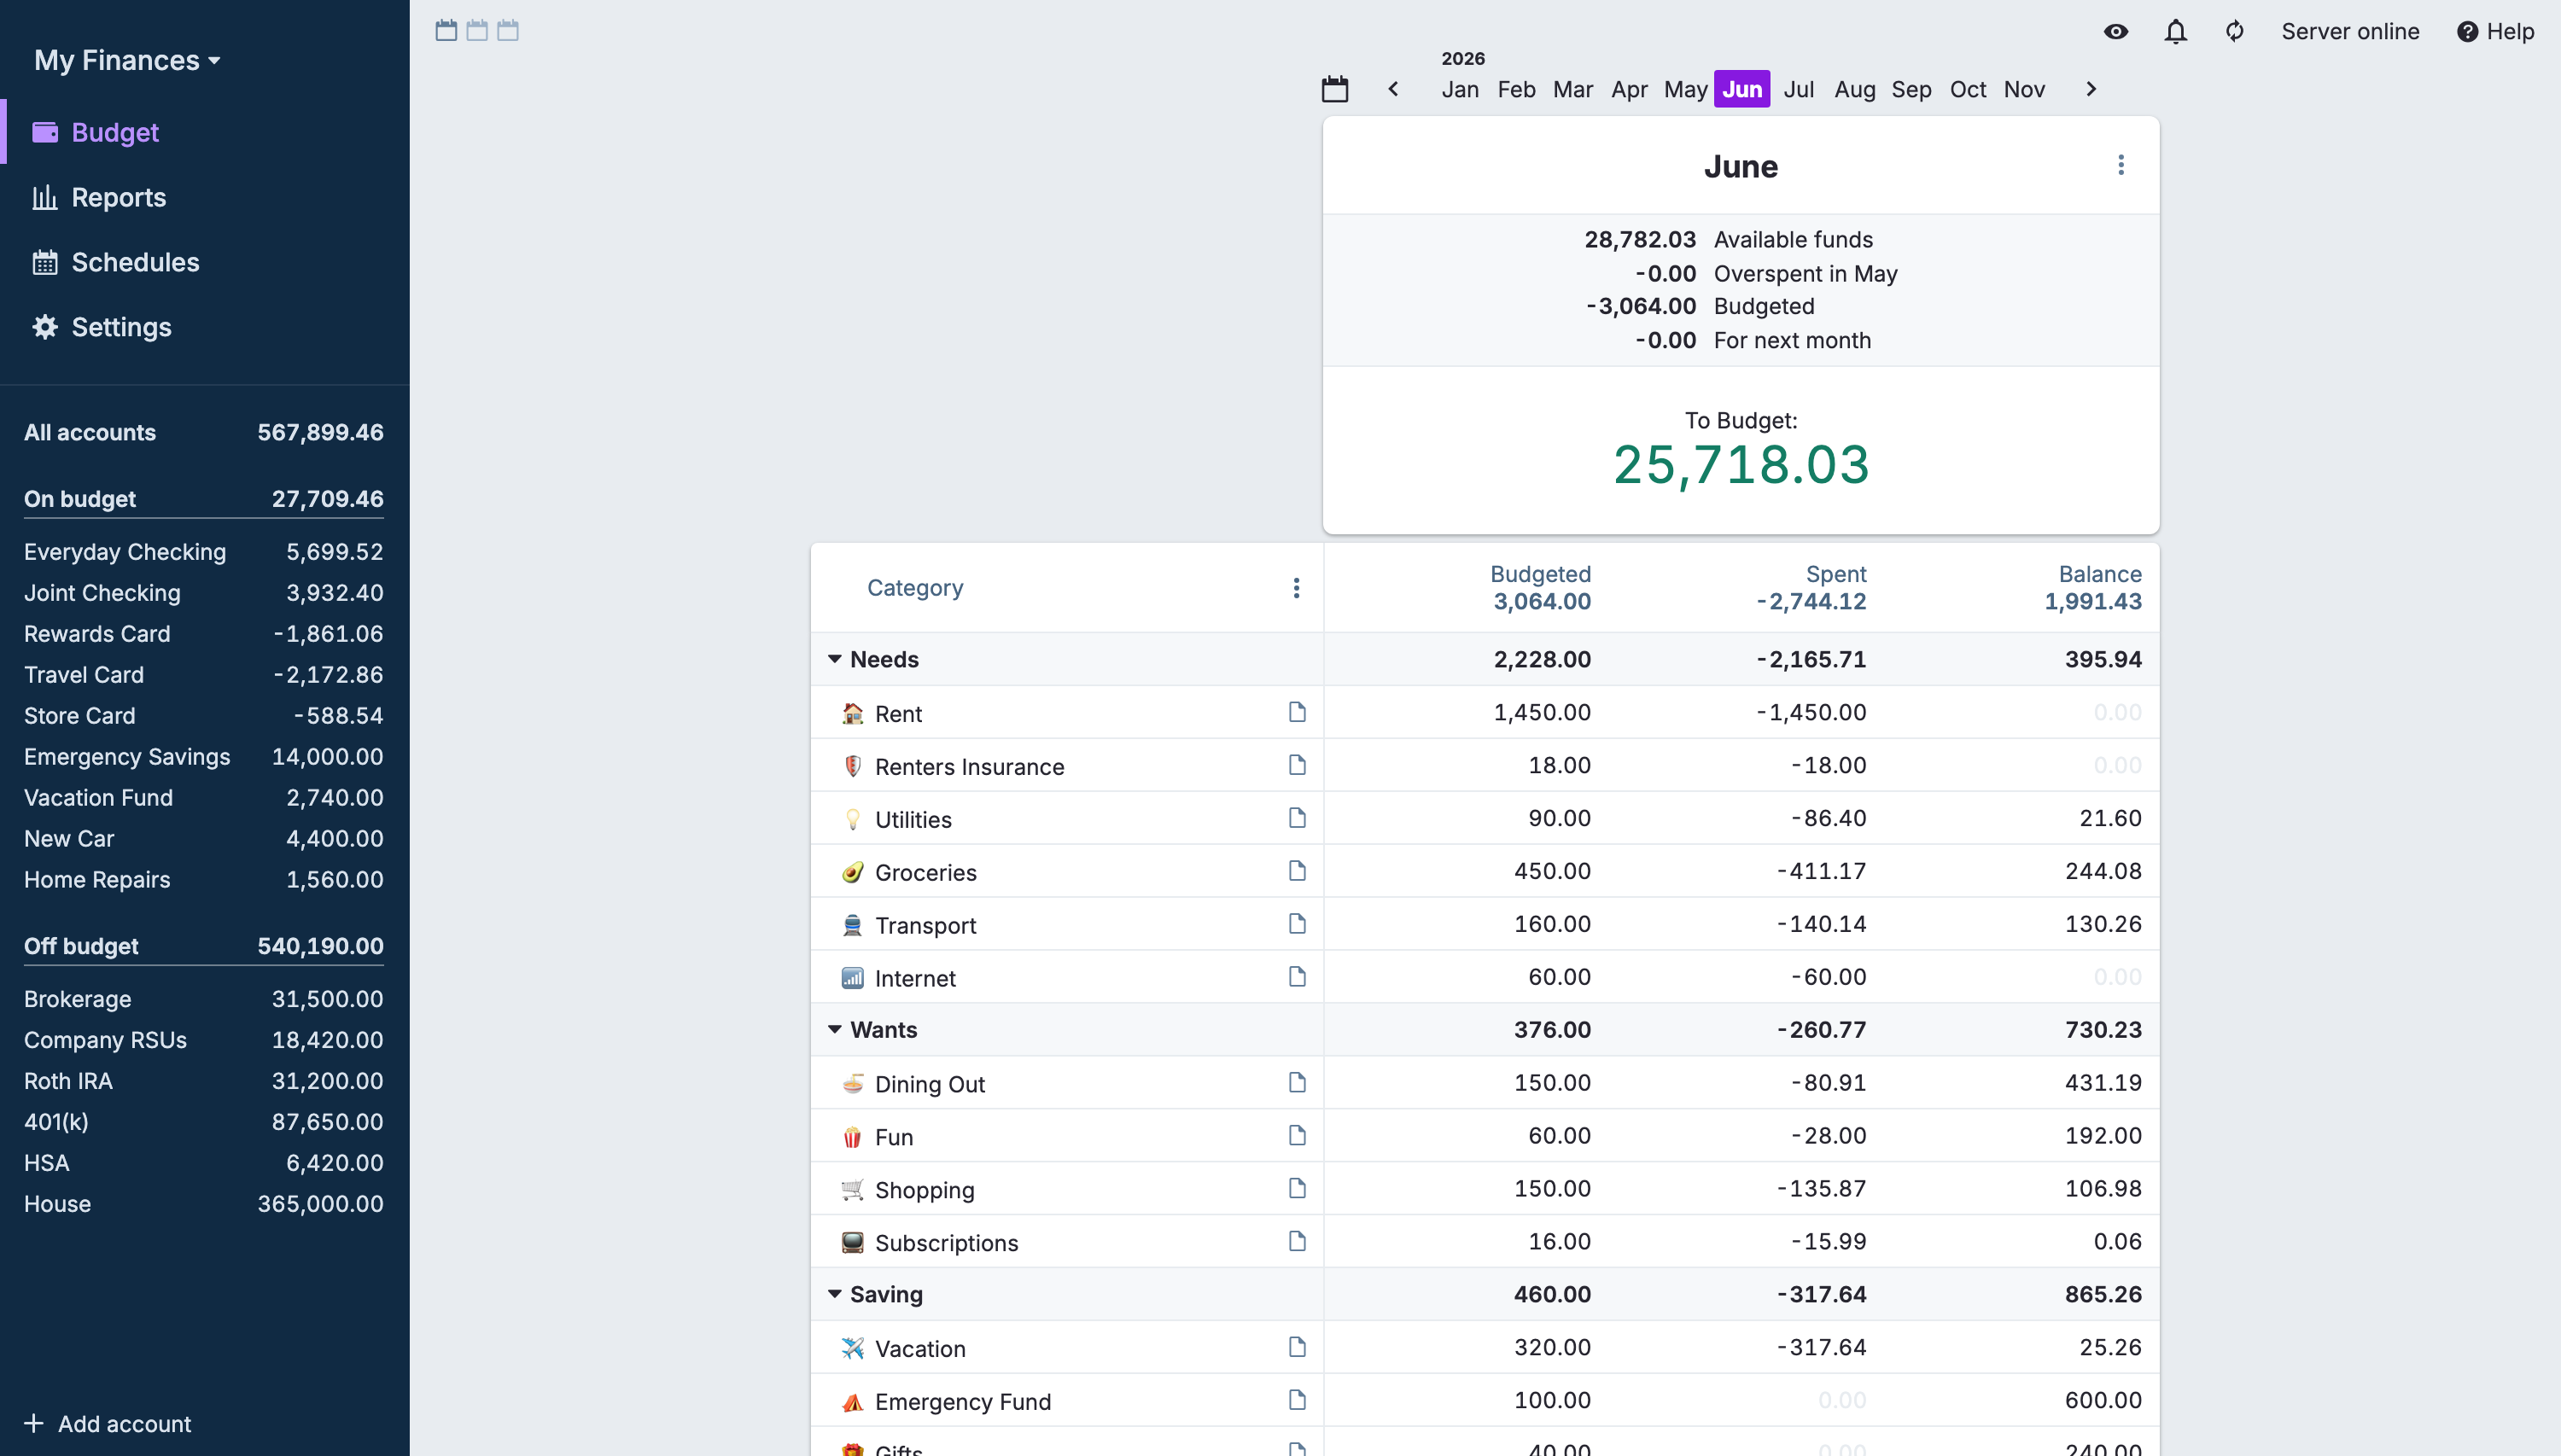 My Finances
Budget
Reports
Schedules
Settings
All accounts 567,899.46
On budget 27,709.46
Everyday Checking 5,699.52
Joint Checking 3,932.40
Rewards Card -1,861.06
Travel Card -2,172.86
Store Card -588.54
Emergency Savings 14,000.00
Vacation Fund 2,740.00
New Car 4,400.00
Home Repairs 1,560.00
Off budget 540,190.00
Brokerage 31,500.00
Company RSUs 18,420.00
Roth IRA 31,200.00
401(k) 87,650.00
HSA 6,420.00
House 365,000.00
Add account
Server online Help
2026
Jan Feb Mar Apr May Jun Jul Aug Sep Oct Nov
June
28,782.03 Available funds
-0.00 Overspent in May
-3,064.00 Budgeted
-0.00 For next month
To Budget:
25,718.03
Category Budgeted Spent Balance
3,064.00 -2,744.12 1,991.43
Needs 2,228.00 -2,165.71 395.94
Rent 1,450.00 -1,450.00 0.00
Renters Insurance 18.00 -18.00 0.00
Utilities 90.00 -86.40 21.60
Groceries 450.00 -411.17 244.08
Transport 160.00 -140.14 130.26
Internet 60.00 -60.00 0.00
Wants 376.00 -260.77 730.23
Dining Out 150.00 -80.91 431.19
Fun 60.00 -28.00 192.00
Shopping 150.00 -135.87 106.98
Subscriptions 16.00 -15.99 0.06
Saving 460.00 -317.64 865.26
Vacation 320.00 -317.64 25.26
Emergency Fund 100.00 0.00 600.00
Gifts 40.00 0.00 240.00